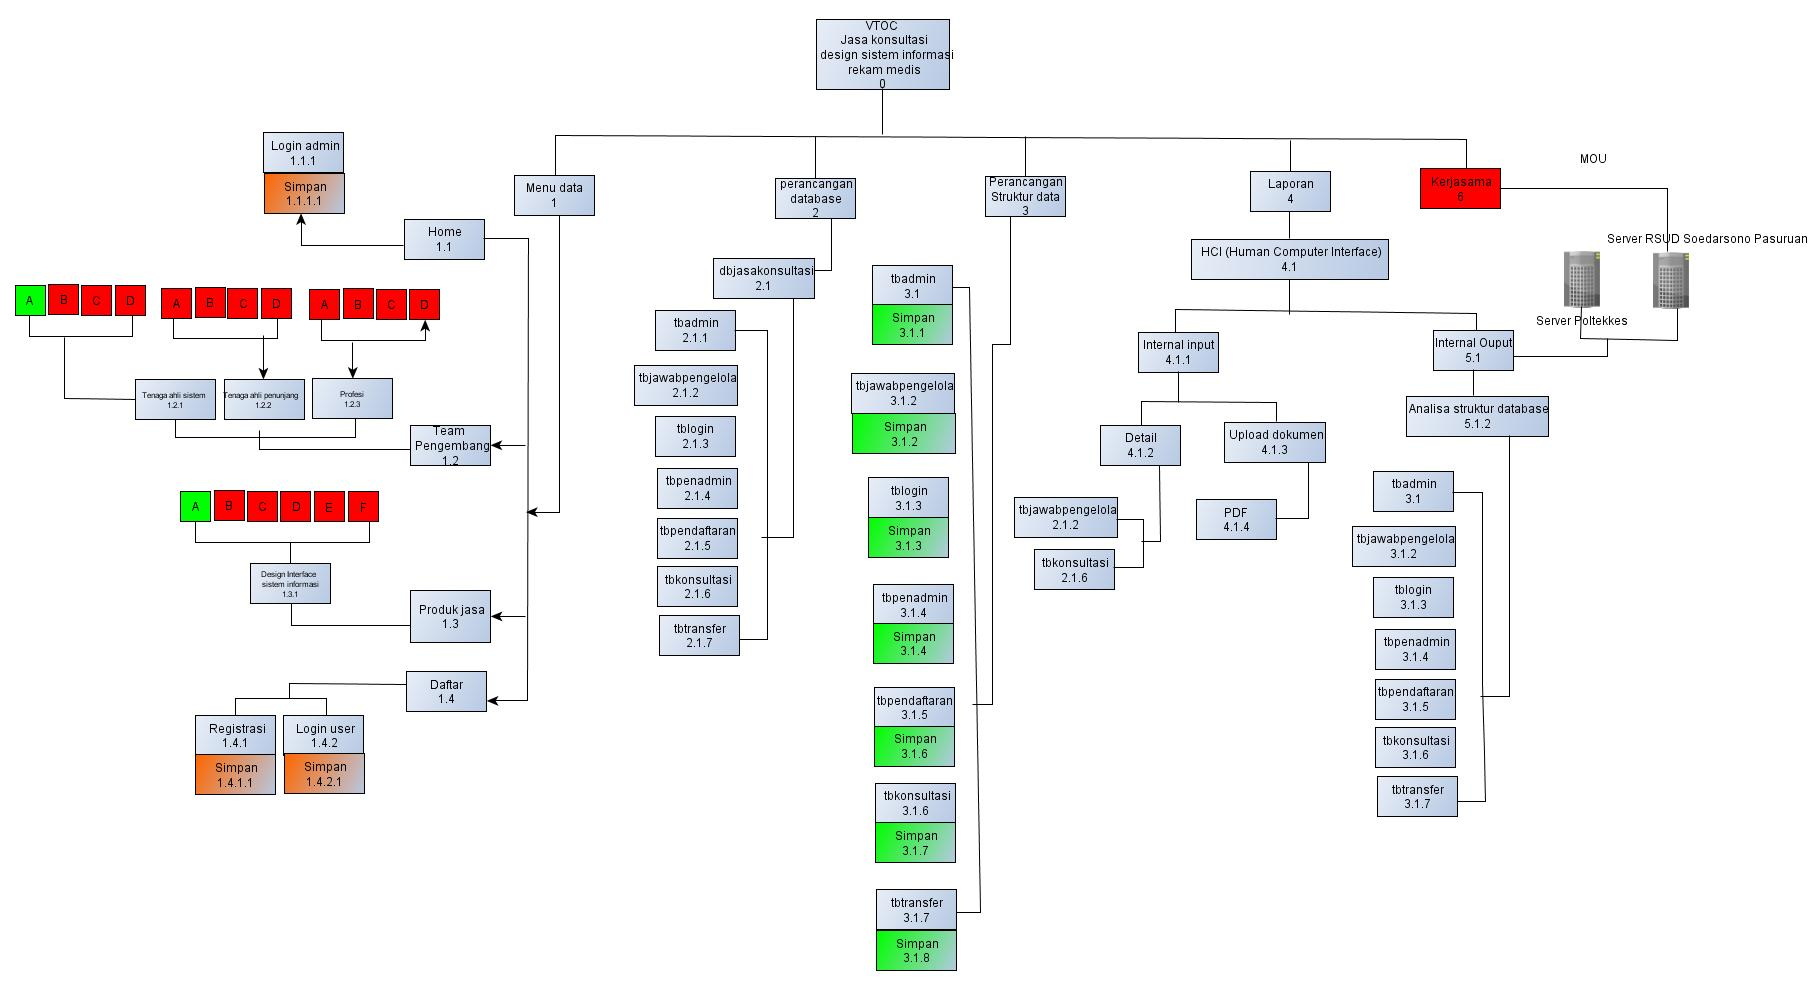 VTOC
Jasa konsultasi
design sistem informasi
rekam medis
0
Login admin
1.1.1
Simpan
1.1.1.1
Home
1.1
Menu data
1
A
B
C
D
A
B
C
D
A
B
C
D
Tenaga ahli sistem
1.2.1
Tenaga ahli penunjang
1.2.2
Profesi
1.2.3
Team
Pengembang
1.2
A
B
C
D
E
F
Design Interface
sistem informasi
1.3.1
Produk jasa
1.3
Daftar
1.4
Registrasi
1.4.1
Simpan
1.4.1.1
Login user
1.4.2
Simpan
1.4.2.1
perancangan
database
2
dbjasakonsultasi
2.1
tbadmin
2.1.1
tbjawabpengelola
2.1.2
tblogin
2.1.3
tbpenadmin
2.1.4
tbpendaftaran
2.1.5
tbkonsultasi
2.1.6
tbtransfer
2.1.7
Perancangan
Struktur data
3
tbadmin
3.1
Simpan
3.1.1
tbjawabpengelola
3.1.2
Simpan
3.1.2
tblogin
3.1.3
Simpan
3.1.3
tbpenadmin
3.1.4
Simpan
3.1.4
tbpendaftaran
3.1.5
Simpan
3.1.6
tbkonsultasi
3.1.6
Simpan
3.1.7
tbtransfer
3.1.7
Simpan
3.1.8
Laporan
4
HCI (Human Computer Interface)
4.1
Internal input
4.1.1
Detail
4.1.2
tbjawabpengelola
2.1.2
tbkonsultasi
2.1.6
Upload dokumen
4.1.3
PDF
4.1.4
Internal Ouput
5.1
Analisa struktur database
5.1.2
tbadmin
3.1
tbjawabpengelola
3.1.2
tblogin
3.1.3
tbpenadmin
3.1.4
tbpendaftaran
3.1.5
tbkonsultasi
3.1.6
tbtransfer
3.1.7
Kerjasama
6
MOU
Server RSUD Soedarsono Pasuruan
Server Poltekkes